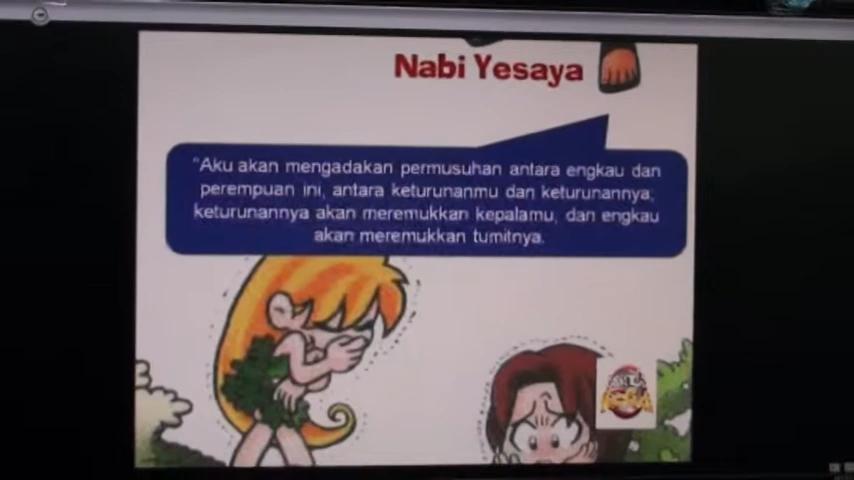 Nabi Yesaya
"Aku akan mengadakan permusuhan antara engkau dan
perempuan ini, antara keturunanmu dan keturunannya;
keturunannya akan meremukkan kepalamu, dan engkau
akan meremukkan tumitnya.